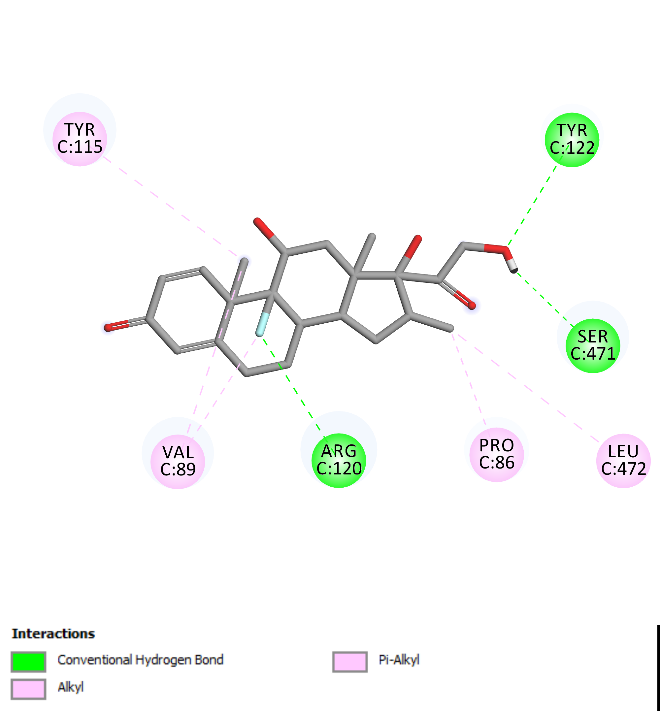 TYR
C:115
TYR
C:122
SER
C:471
VAL
C:89
ARG
C:120
PRO
C:86
LEU
C:472
Interactions
Conventional Hydrogen Bond
Pi-Alkyl
Alkyl